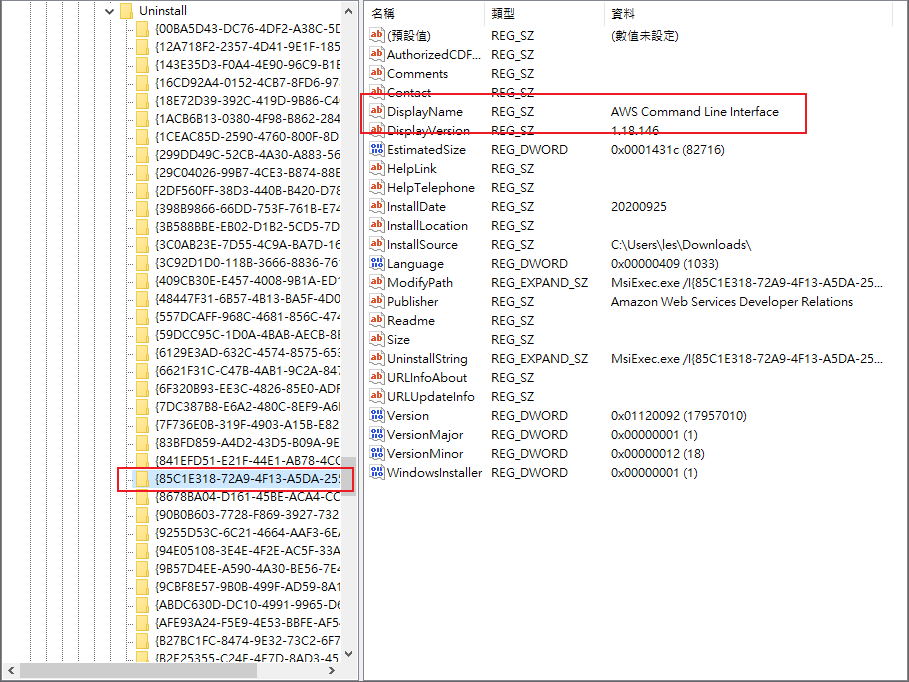 Uninstall
{00BA5D43-DC76-4DF2-A38C-5D
{12A718F2-2357-4D41-9E1F-185
{143E35D3-F0A4-4E90-96C9-B1E
{16CD92A4-0152-4CB7-8FD6-97
{18E72D39-392C-419D-9B86-C4
{1ACB6B13-0380-4F98-B862-284
{1CEAC85D-2590-4760-800F-8D
{299DD49C-52CB-4A30-A883-56
{29C04026-99B7-4CE3-B874-88E
{2DF560FF-38D3-440B-B420-D78
{398B9866-66DD-753F-761B-E74
{3B588BBE-EB02-D1B2-5CD5-7D
{3C0AB23E-7D55-4C9A-BA7D-16
{3C92D1D0-118B-3666-8836-761
{409CB30E-E457-4008-9B1A-ED1
{48447F31-6B57-4B13-BA5F-4D0
{557DCAFF-968C-4681-856C-474
{59DCC95C-1D0A-4BAB-AECB-8B
{6129E3AD-632C-4574-8575-653
{6621F31C-C47B-4AB1-9C2A-847
{6F320B93-EE3C-4826-85E0-ADF
{7DC387B8-E6A2-480C-8EF9-A6
{7F736E0B-319F-4903-A15B-E82
{83BFD859-A4D2-43D5-B09A-9E
{841EFD51-E21F-44E1-AB78-4CC
{85C1E318-72A9-4F13-A5DA-255
{8678BA04-D161-45BE-ACA4-CC
{90B0B603-7728-F869-3927-732
{9255D53C-6C21-4664-AAF3-6EA
{94E05108-3E4E-4F2E-AC5F-33A
{9B57D4EE-A590-4A30-BE56-7E4
{9CBF8E57-9B0B-499F-AD59-8A1
{ABDC630D-DC10-4991-9965-D6
{AFE93A24-F5E9-4E53-BBFE-AF5
{B27BC1FC-8474-9E32-73C2-6F7
{B2E25355-C24E-4E7D-8AD3-45
名稱 類型 資料
(預設值) REG_SZ (數值未設定)
AuthorizedCDF... REG_SZ
Comments REG_SZ
Contact REG_SZ
DisplayName REG_SZ AWS Command Line Interface
DisplayVersion REG_SZ 1.18.146
EstimatedSize REG_DWORD 0x0001431c (82716)
HelpLink REG_SZ
HelpTelephone REG_SZ
InstallDate REG_SZ 20200925
InstallLocation REG_SZ
InstallSource REG_SZ C:\Users\les\Downloads\
Language REG_DWORD 0x00000409 (1033)
ModifyPath REG_EXPAND_SZ MsiExec.exe /I{85C1E318-72A9-4F13-A5DA-25...
Publisher REG_SZ Amazon Web Services Developer Relations
Readme REG_SZ
Size REG_SZ
UninstallString REG_EXPAND_SZ MsiExec.exe /I{85C1E318-72A9-4F13-A5DA-25...
URLInfoAbout REG_SZ
URLUpdateInfo REG_SZ
Version REG_DWORD 0x01120092 (17957010)
VersionMajor REG_DWORD 0x00000001 (1)
VersionMinor REG_DWORD 0x00000012 (18)
WindowsInstaller REG_DWORD 0x00000001 (1)